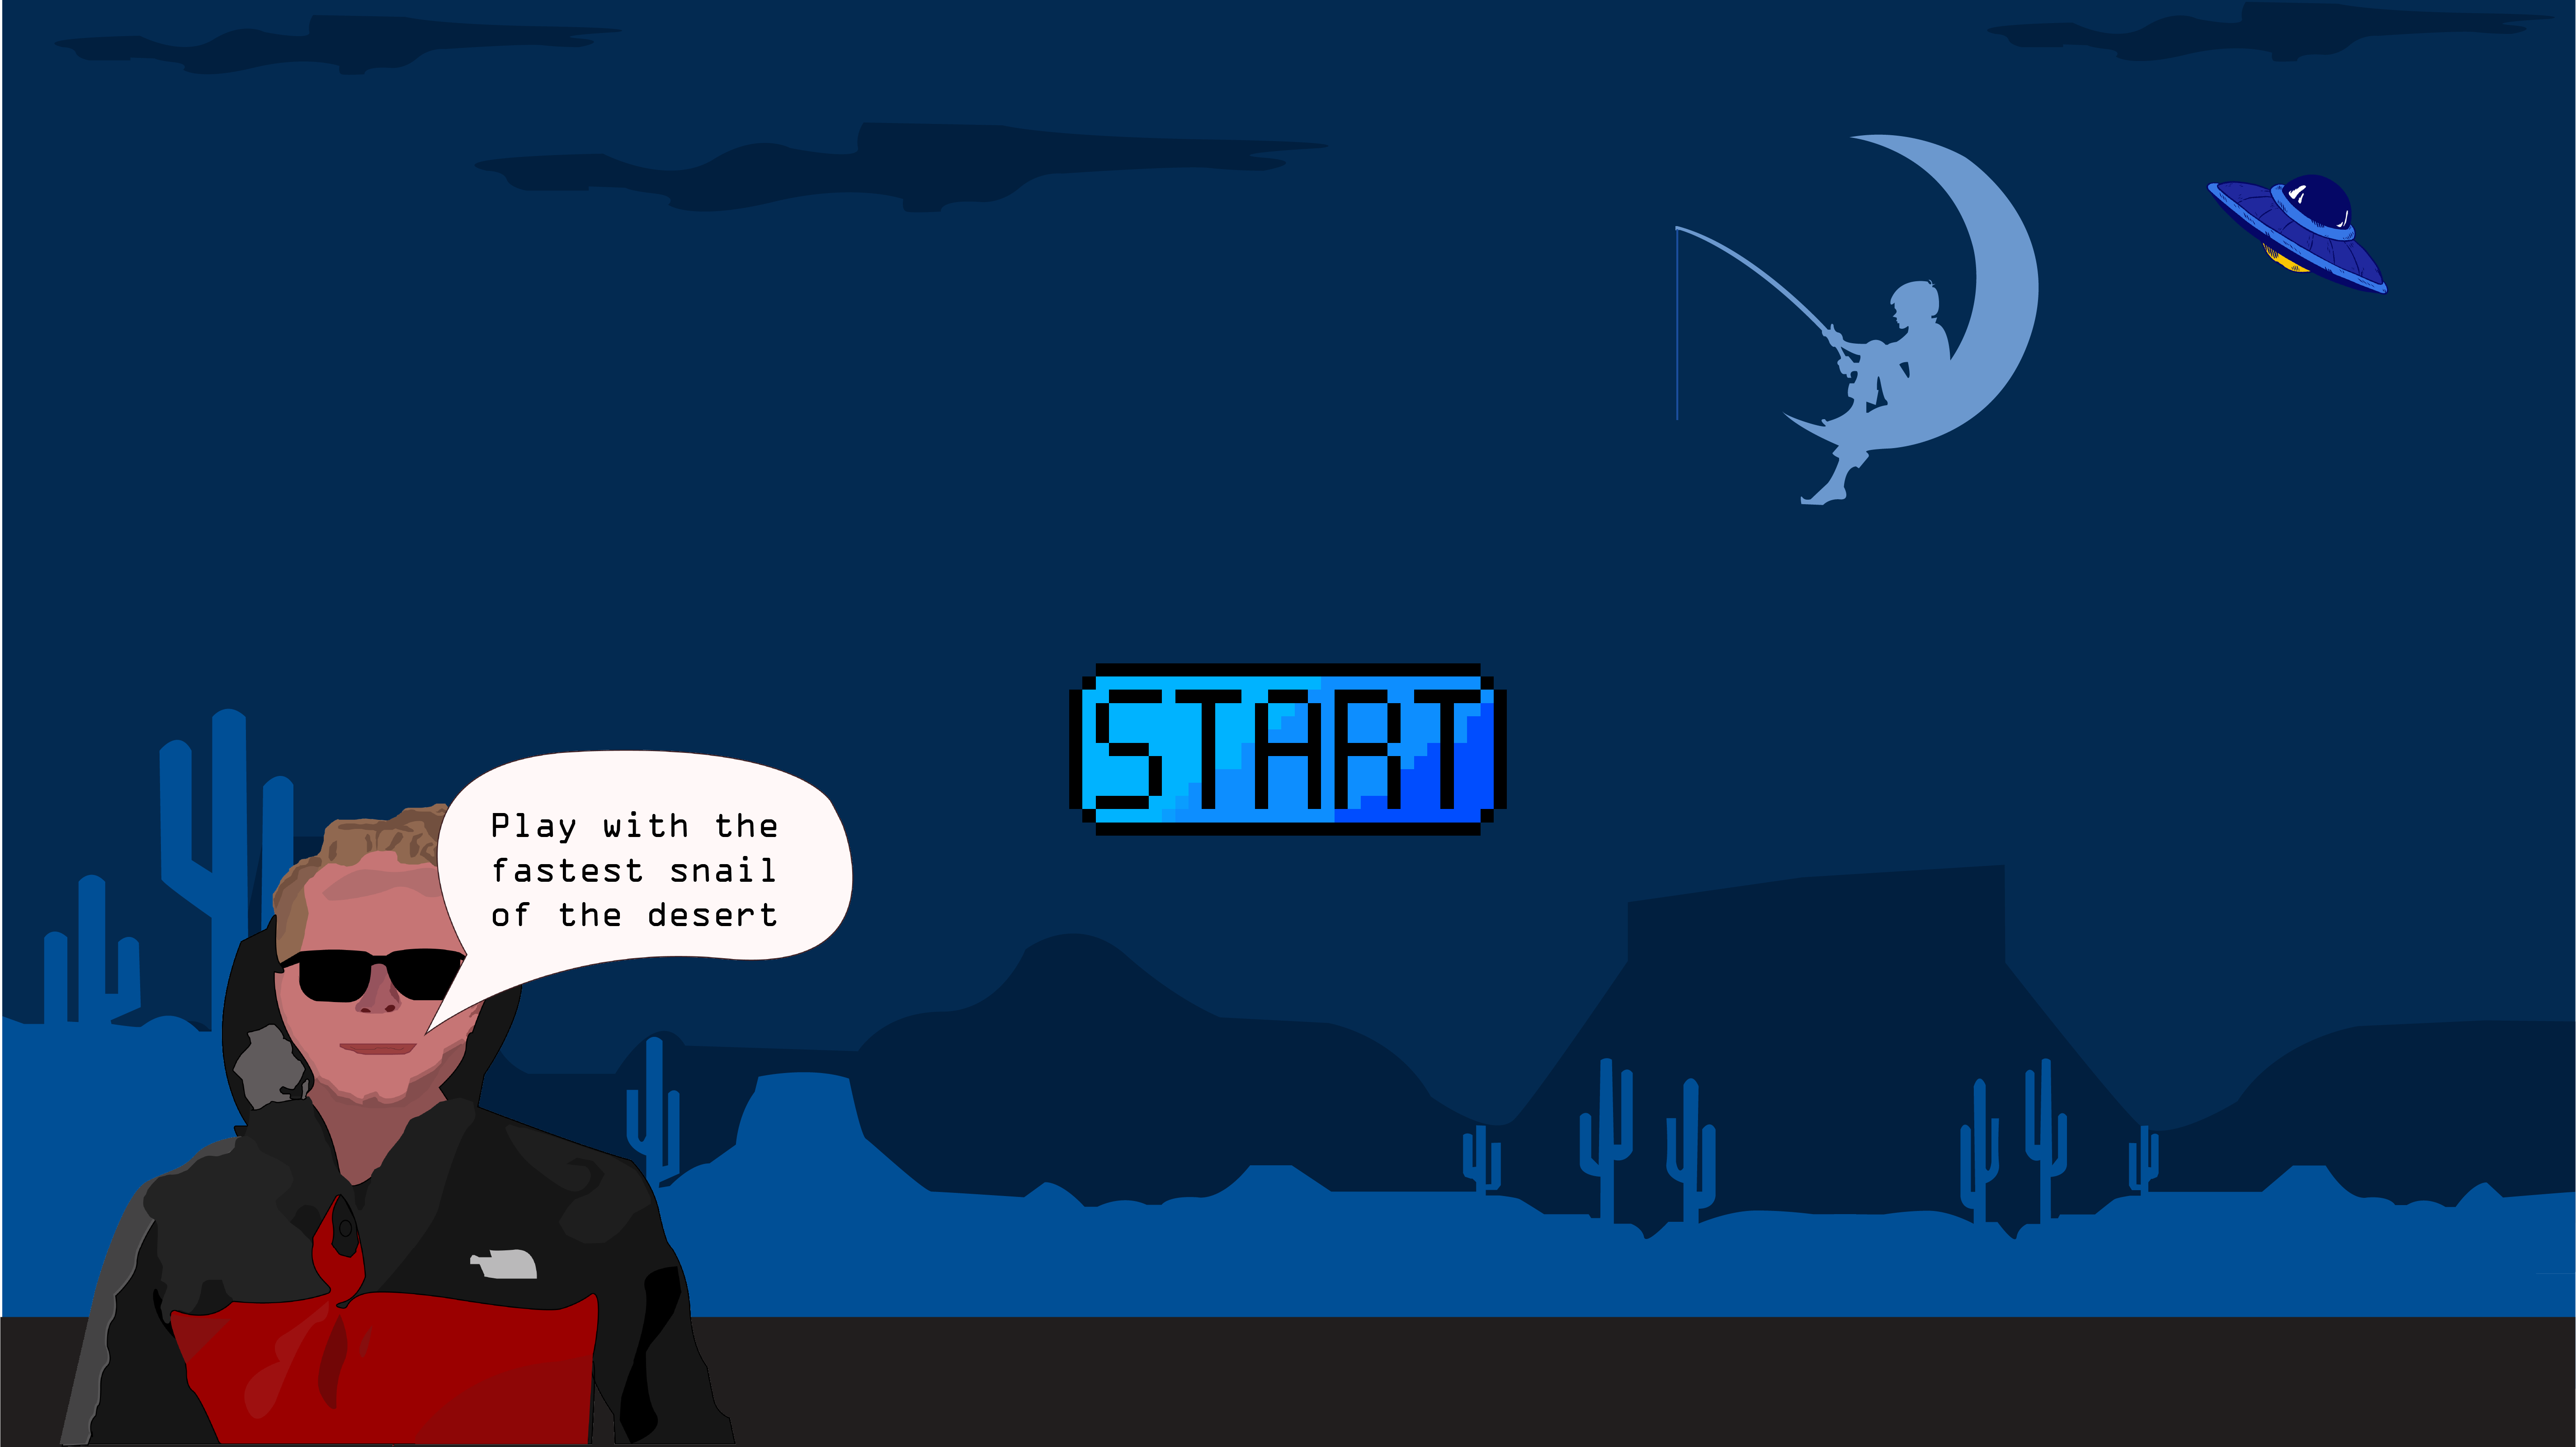 START
Play with the
fastest snail
of the desert